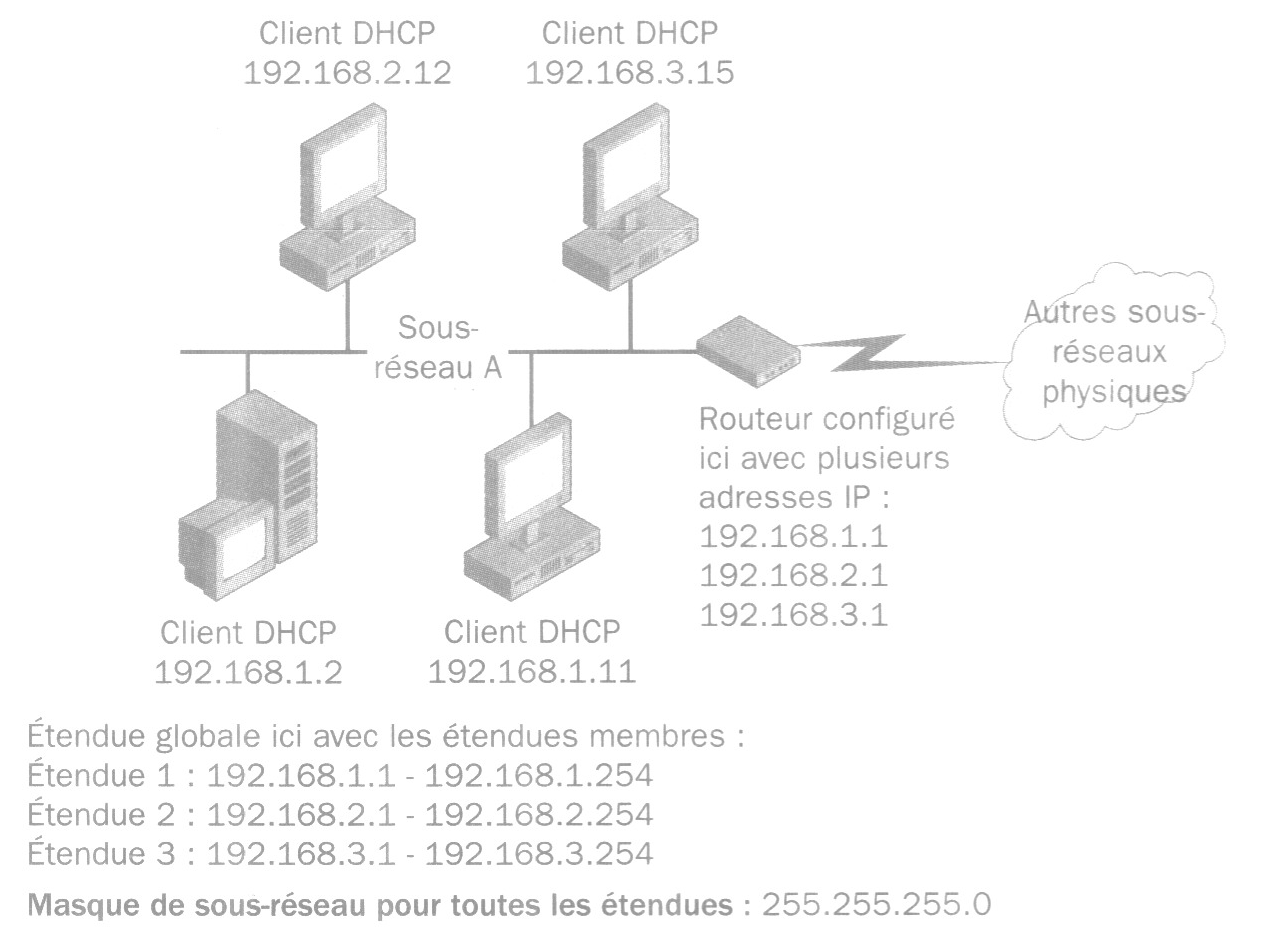 Client DHCP
192.168.2.12
Client DHCP
192.168.3.15
Sous-
réseau A
Autres sous-
réseaux
physiques
Routeur configuré
ici avec plusieurs
adresses IP :
192.168.1.1
192.168.2.1
192.168.3.1
Client DHCP
192.168.1.2
Client DHCP
192.168.1.11
Étendue globale ici avec les étendues membres :
Étendue 1 : 192.168.1.1 - 192.168.1.254
Étendue 2 : 192.168.2.1 - 192.168.2.254
Étendue 3 : 192.168.3.1 - 192.168.3.254
Masque de sous-réseau pour toutes les étendues : 255.255.255.0